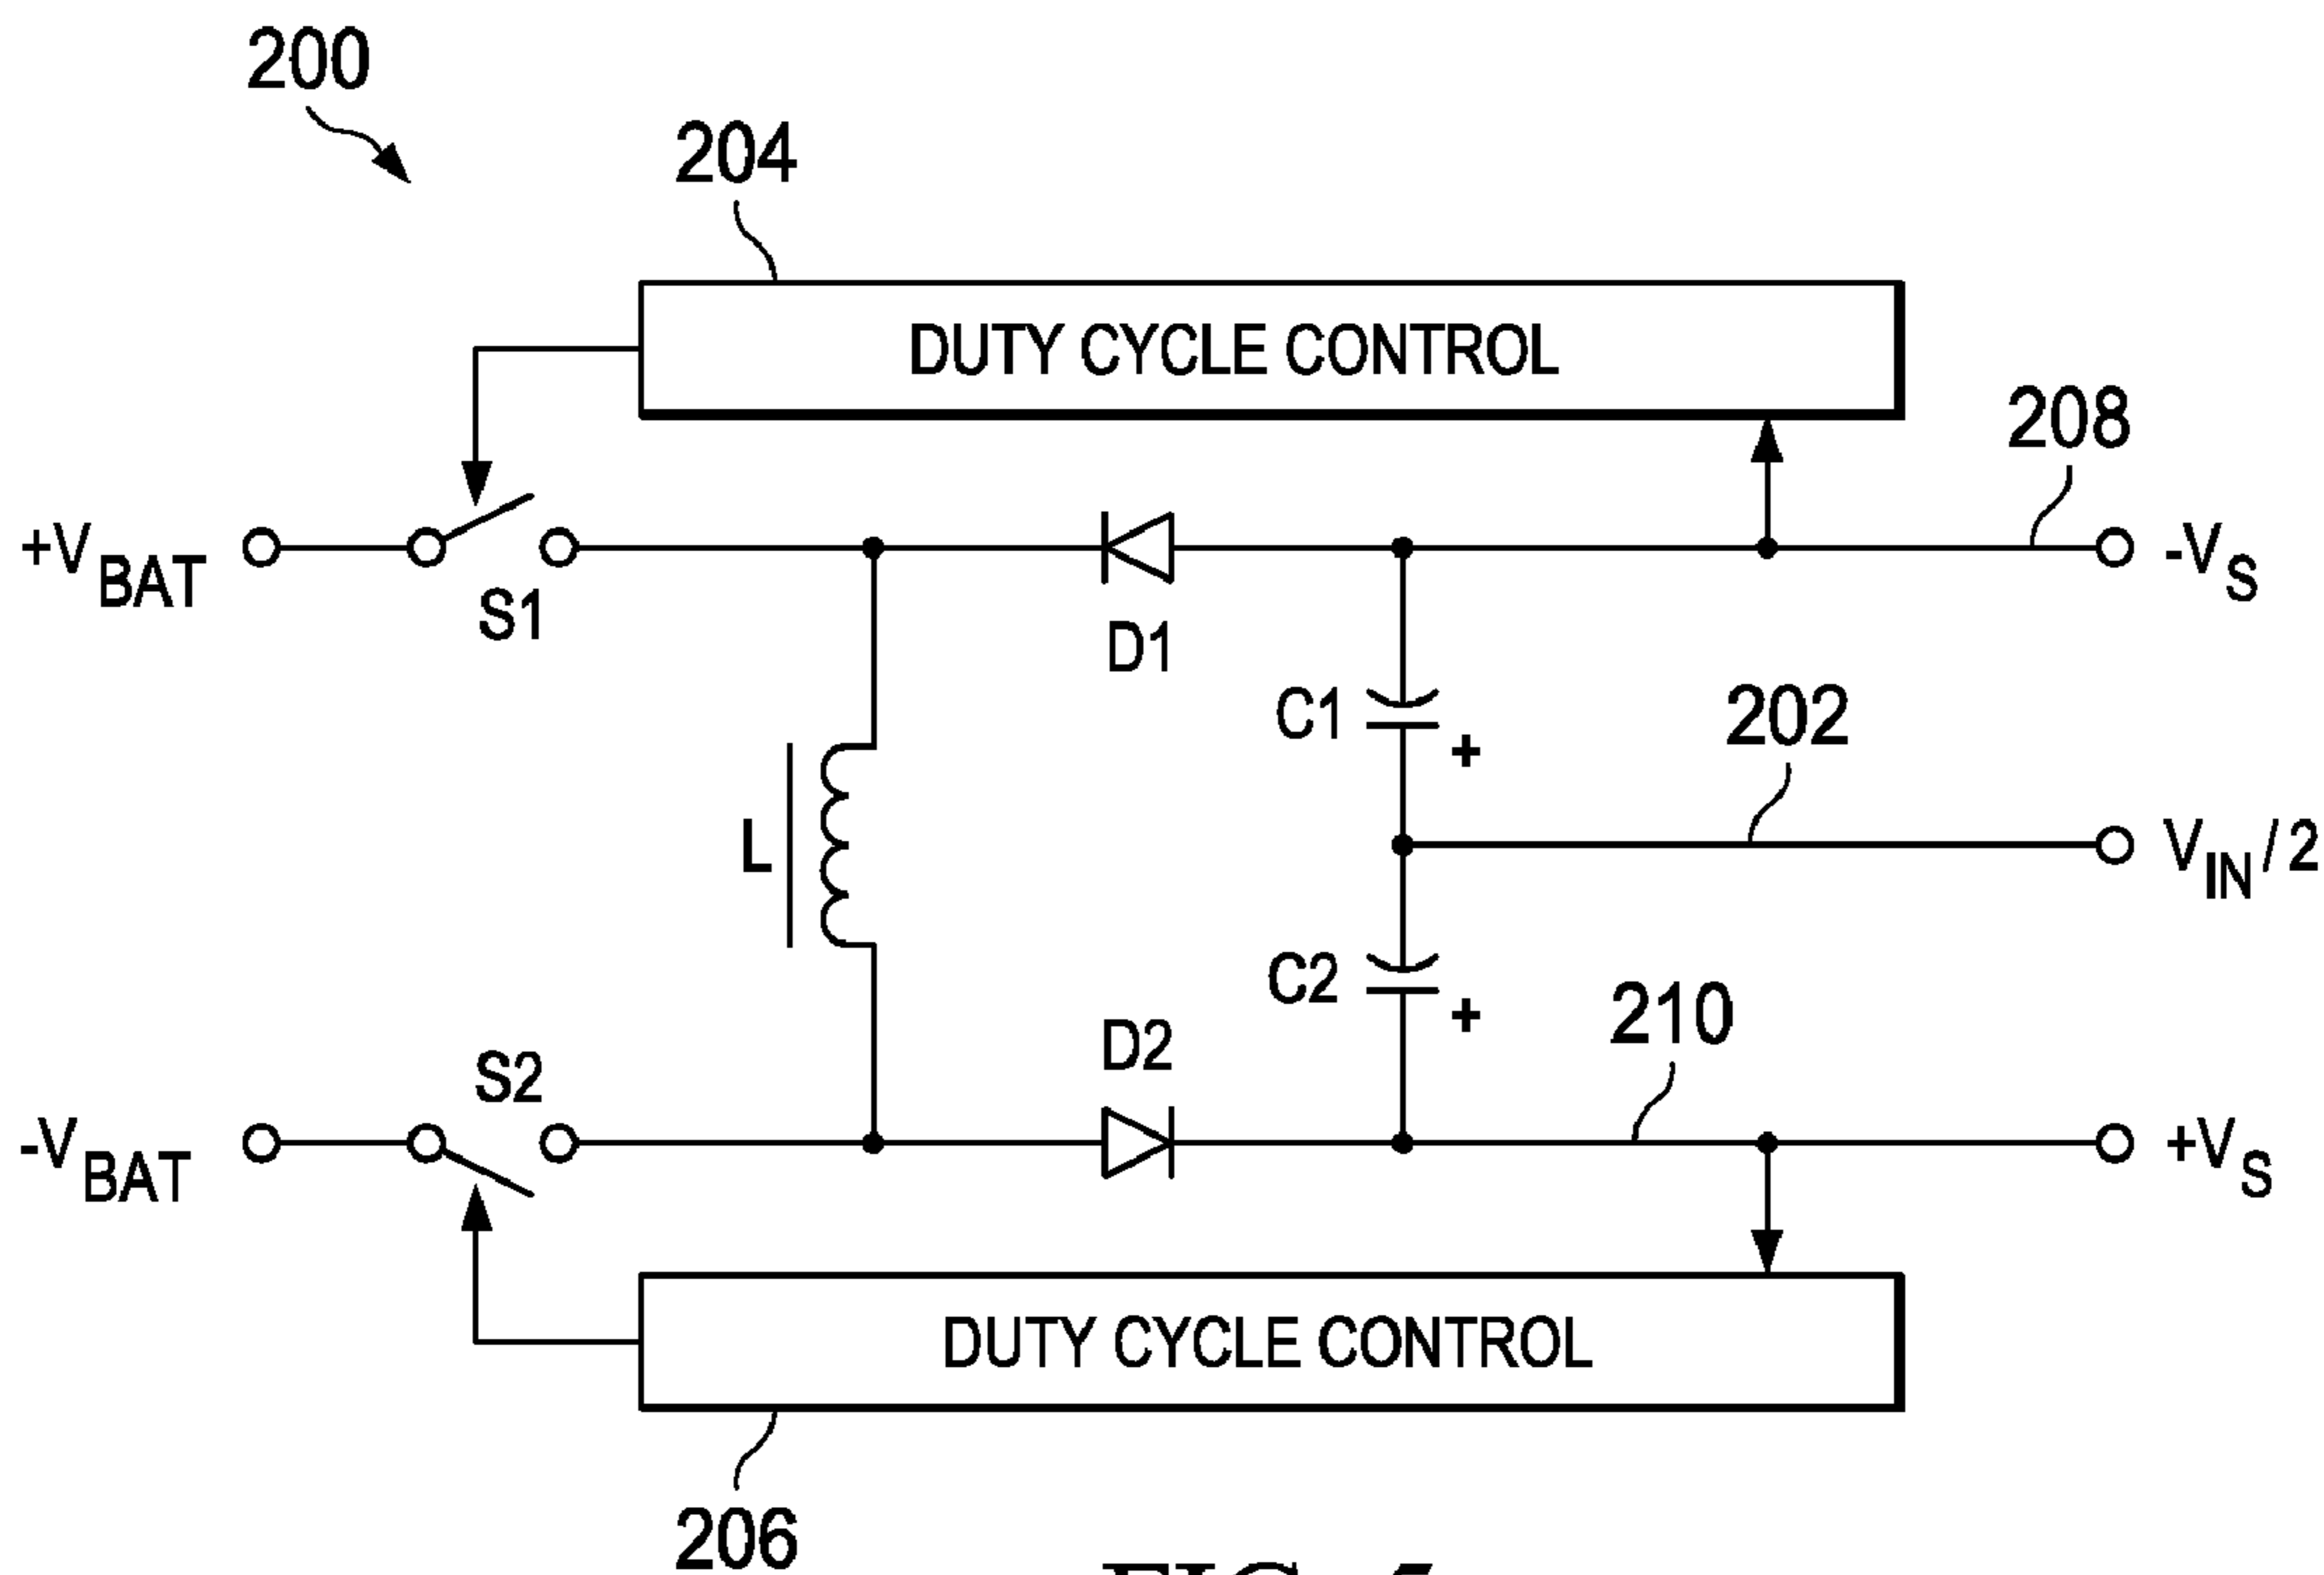 200
204
DUTY CYCLE CONTROL
208
+VBAT
S1
D1
-VS
C1
+
202
L
VIN/2
C2
+
210
D2
S2
-VBAT
+VS
DUTY CYCLE CONTROL
206